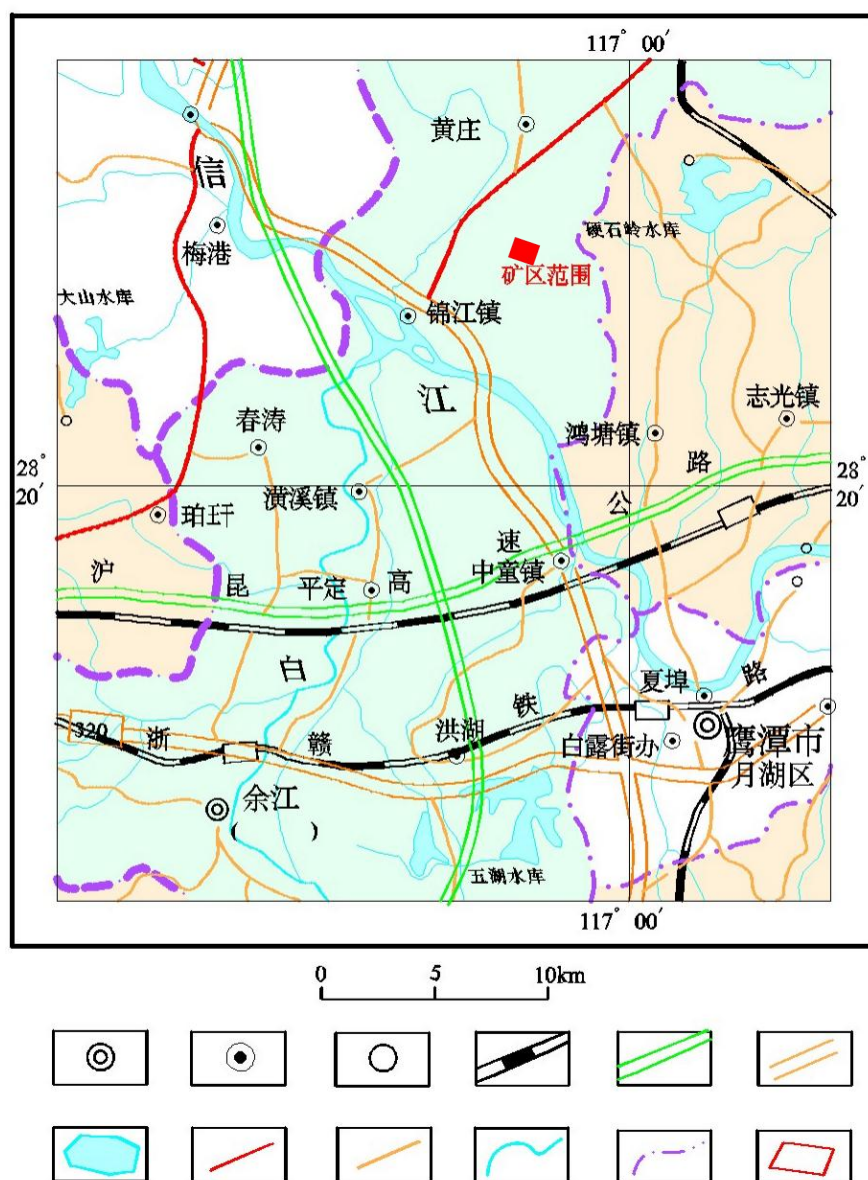 117° 00′
黄庄
信
梅港
硬石岭水库
矿区范围
大山水库
锦江镇
江
志光镇
春涛
鸿塘镇
路
28°
20′
28°
20′
潢溪镇
公
珀玕
沪
昆
平定
高
速
中童镇
白
夏埠
路
铁
320
浙
赣
洪湖
白露街办
鹰潭市
月湖区
余江
( )
五湖水库
117° 00′
0 5 10km